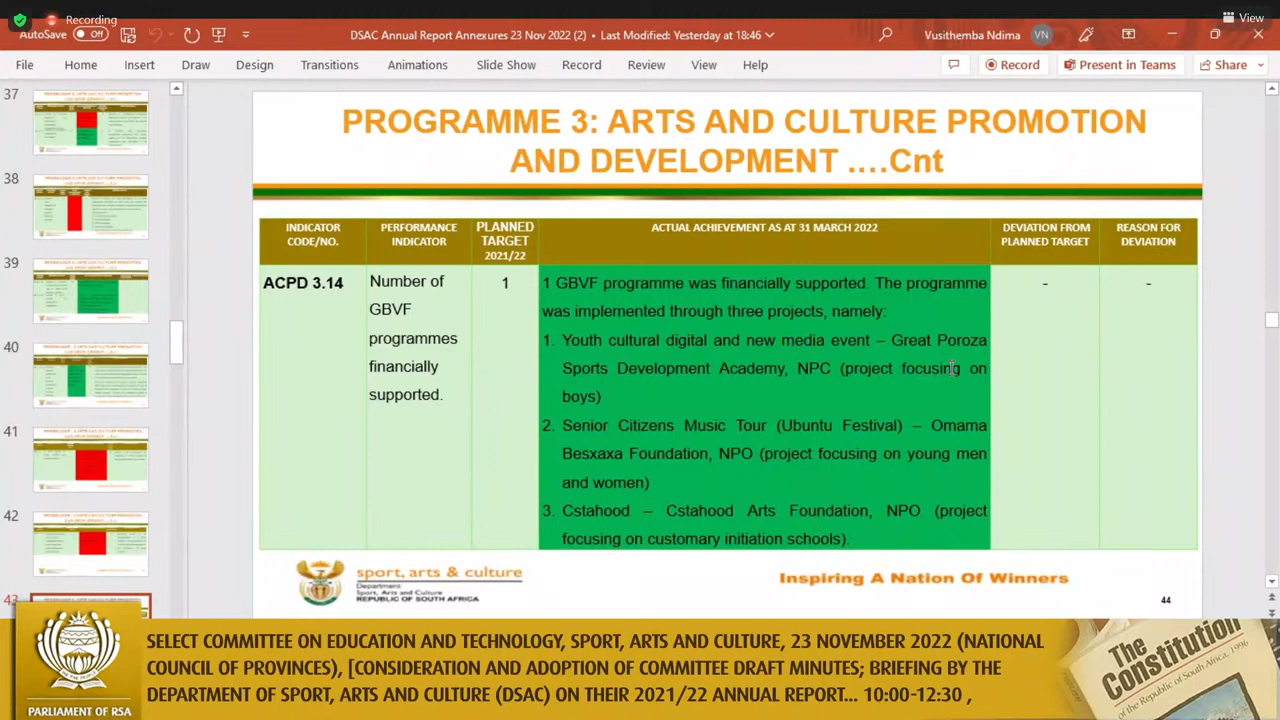 Recording
View
AutoSave Off
DSAC Annual Report Annexures 23 Nov 2022 (2) • Last Modified: Yesterday at 18:46
Vusithemba Ndima VN
File Home Insert Draw Design Transitions Animations Slide Show Record Review View Help
Record Present in Teams Share
37
38
39
40
41
42
43
PROGRAMME 3: ARTS AND CULTURE PROMOTION
AND DEVELOPMENT ….Cnt
INDICATOR CODE/NO.
PERFORMANCE INDICATOR
PLANNED TARGET 2021/22
ACTUAL ACHIEVEMENT AS AT 31 MARCH 2022
DEVIATION FROM PLANNED TARGET
REASON FOR DEVIATION
ACPD 3.14
Number of
GBVF
programmes
financially
supported.
1
1 GBVF programme was financially supported. The programme
was implemented through three projects, namely:
1. Youth cultural digital and new media event – Great Poroza
Sports Development Academy, NPC (project focusing on
boys)
2. Senior Citizens Music Tour (Ubuntu Festival) – Omama
Besxaxa Foundation, NPO (project focusing on young men
and women)
3. Cstahood – Cstahood Arts Foundation, NPO (project
focusing on customary initiation schools).
-
-
sport, arts & culture
Department:
Sport, Arts and Culture
REPUBLIC OF SOUTH AFRICA
Inspiring A Nation Of Winners
44
SELECT COMMITTEE ON EDUCATION AND TECHNOLOGY, SPORT, ARTS AND CULTURE, 23 NOVEMBER 2022 (NATIONAL
COUNCIL OF PROVINCES), [CONSIDERATION AND ADOPTION OF COMMITTEE DRAFT MINUTES; BRIEFING BY THE
DEPARTMENT OF SPORT, ARTS AND CULTURE (DSAC) ON THEIR 2021/22 ANNUAL REPORT... 10:00-12:30 ,
PARLIAMENT OF RSA
The
Constitution
of the Republic of South Africa, 1996